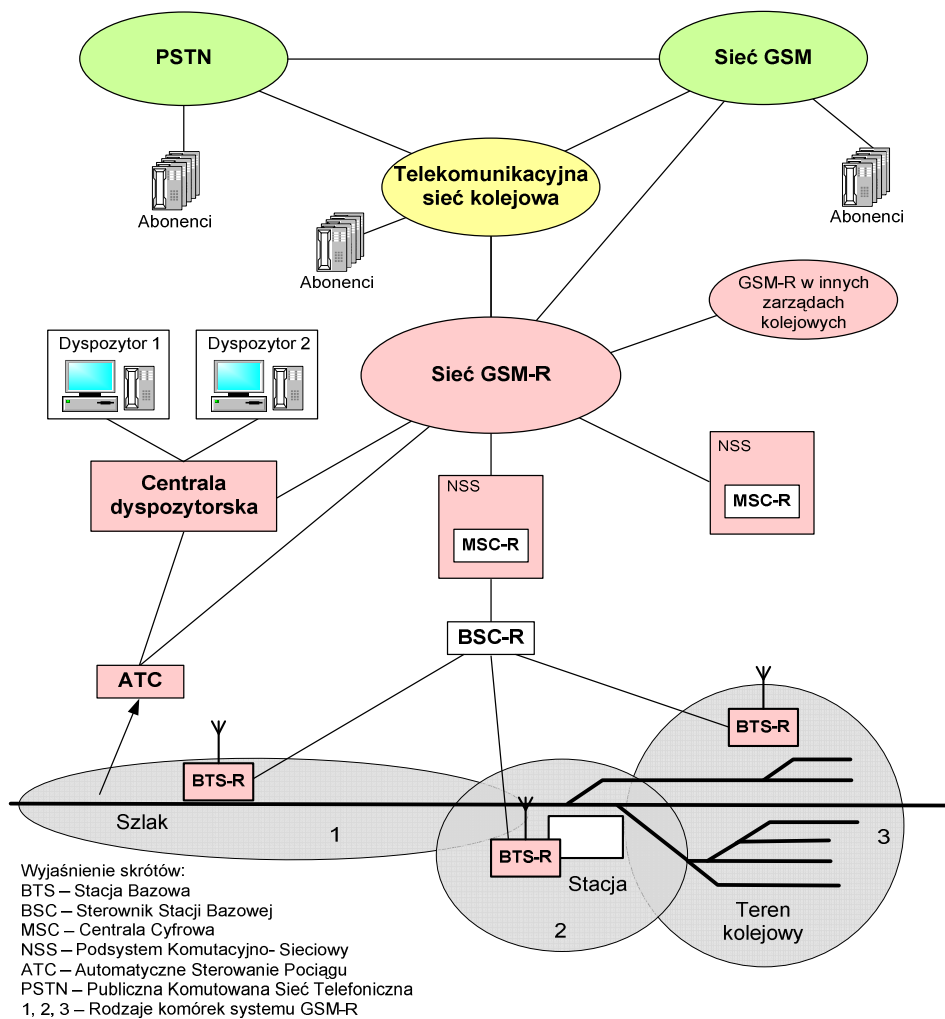 PSTN
Sieć GSM
Abonenci
Telekomunikacyjna
sieć kolejowa
Abonenci
Abonenci
GSM-R w innych
zarządach
kolejowych
Dyspozytor 1
Dyspozytor 2
Sieć GSM-R
Centrala
dyspozytorska
NSS
MSC-R
NSS
MSC-R
BSC-R
ATC
BTS-R
BTS-R
Szlak
1
BTS-R
Stacja
2
3
Teren
kolejowy
Wyjaśnienie skrótów:
BTS – Stacja Bazowa
BSC – Sterownik Stacji Bazowej
MSC – Centrala Cyfrowa
NSS – Podsystem Komutacyjno- Sieciowy
ATC – Automatyczne Sterowanie Pociągu
PSTN – Publiczna Komutowana Sieć Telefoniczna
1, 2, 3 – Rodzaje komórek systemu GSM-R